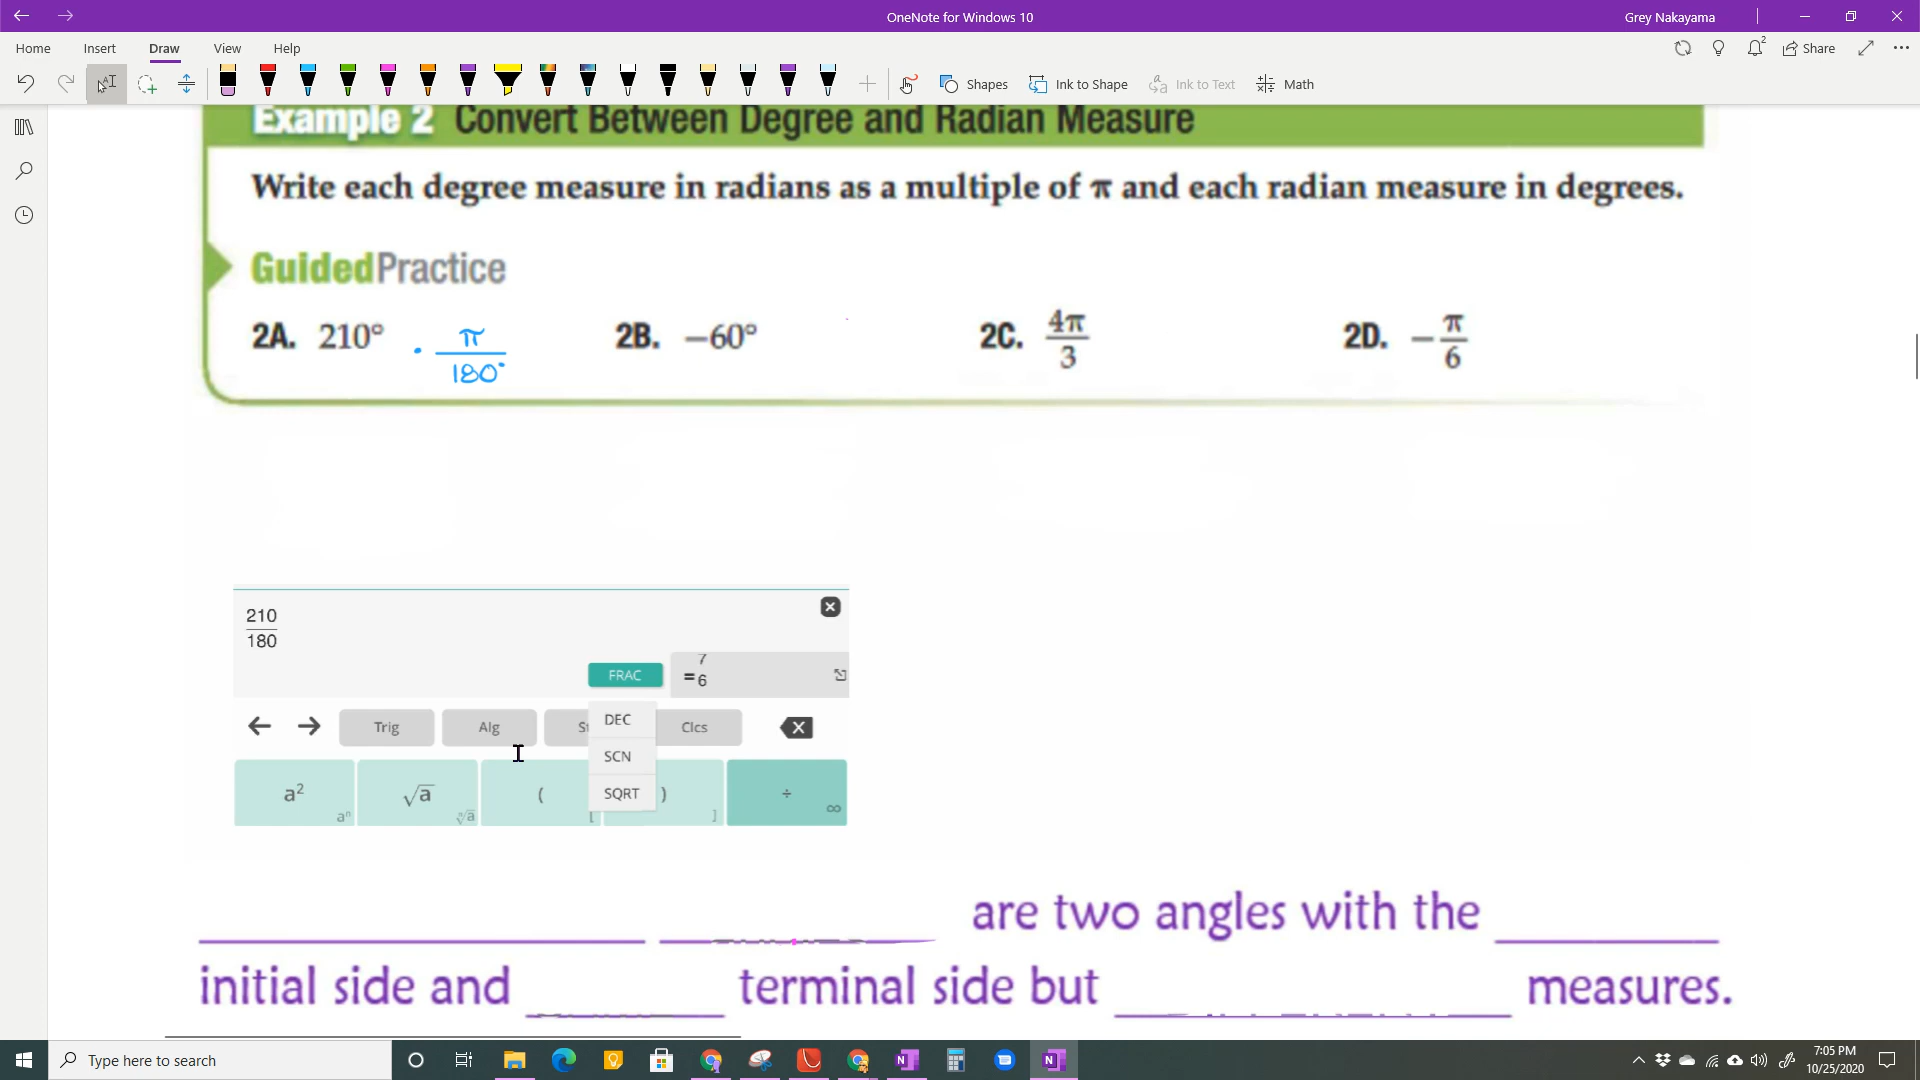 OneNote for Windows 10
Grey Nakayama
Home Insert Draw View Help
2 Share
Shapes Ink to Shape Ink to Text Math
Example 2 Convert Between Degree and Radian Measure
Write each degree measure in radians as a multiple of π and each radian measure in degrees.
GuidedPractice
2A. 210° · π/180° 2B. −60° 2C. 4π/3 2D. −π/6
210/180
FRAC = 7/6
DEC
Trig Alg Clcs
SCN
SQRT
a² aⁿ √a ⁿ√a ( [ ) ] ÷ ∞
are two angles with the
initial side and terminal side but measures.
Type here to search
7:05 PM
10/25/2020